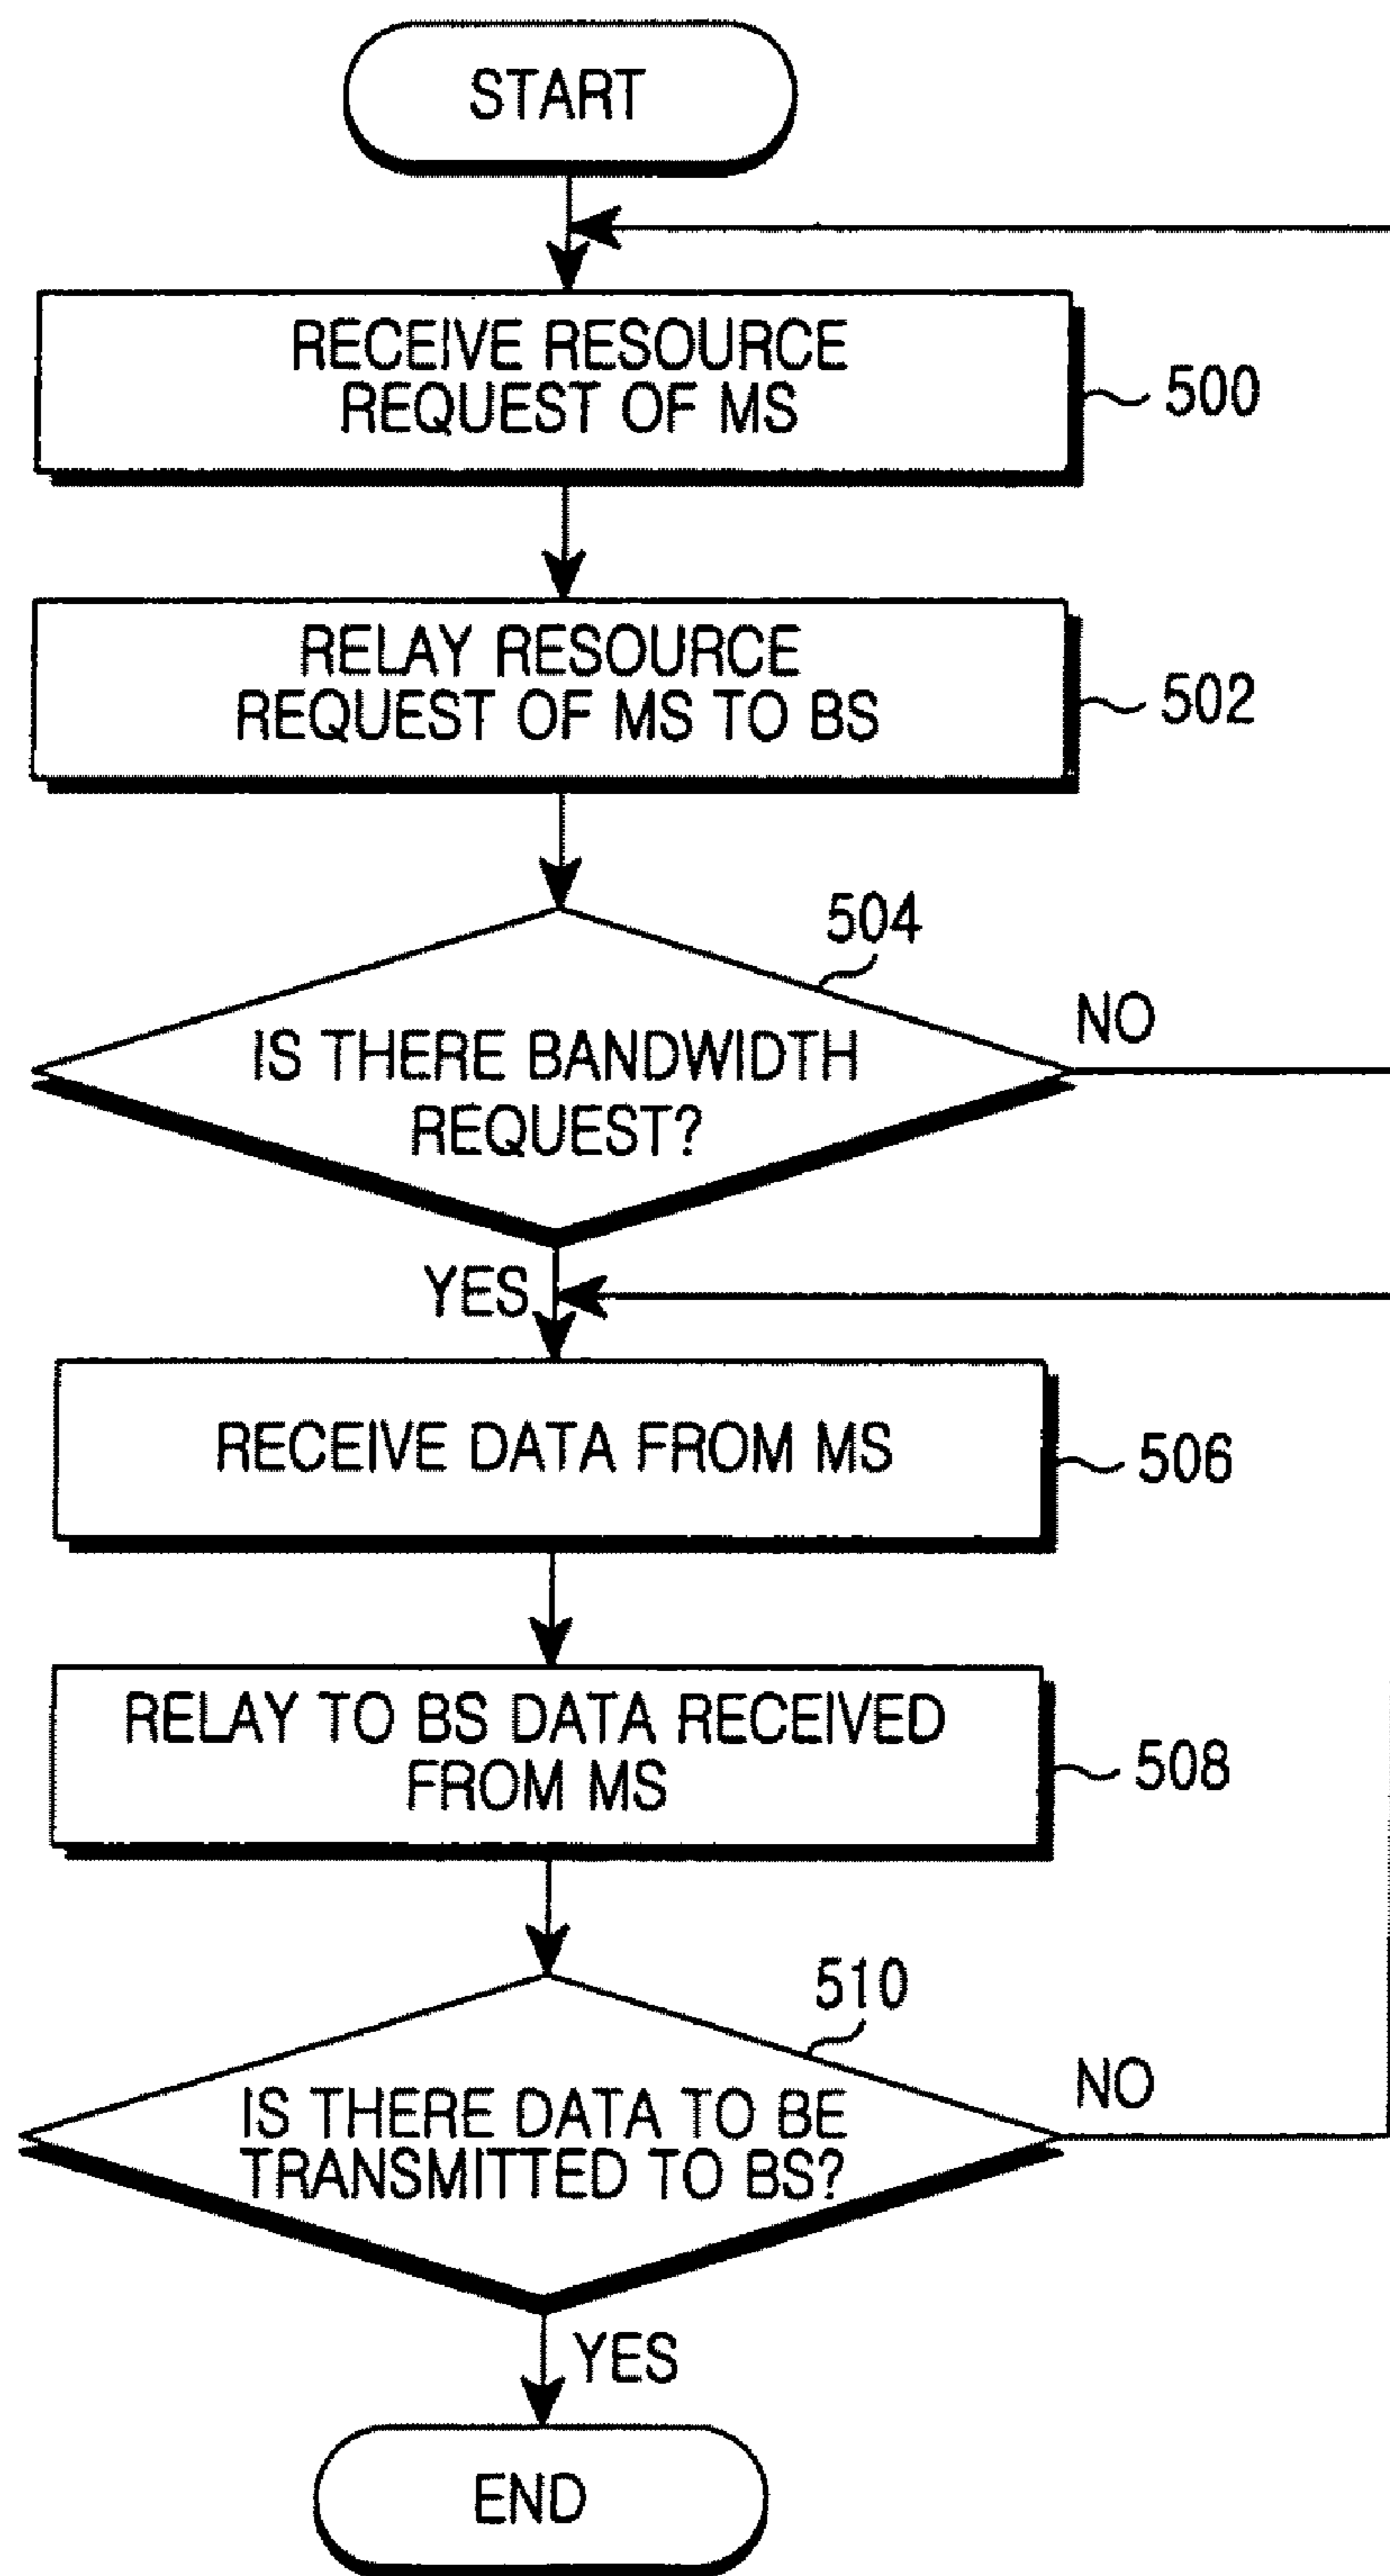 START
RECEIVE RESOURCE
REQUEST OF MS
500
RELAY RESOURCE
REQUEST OF MS TO BS
502
504
IS THERE BANDWIDTH
REQUEST?
NO
YES
RECEIVE DATA FROM MS
506
RELAY TO BS DATA RECEIVED
FROM MS
508
510
IS THERE DATA TO BE
TRANSMITTED TO BS?
NO
YES
END